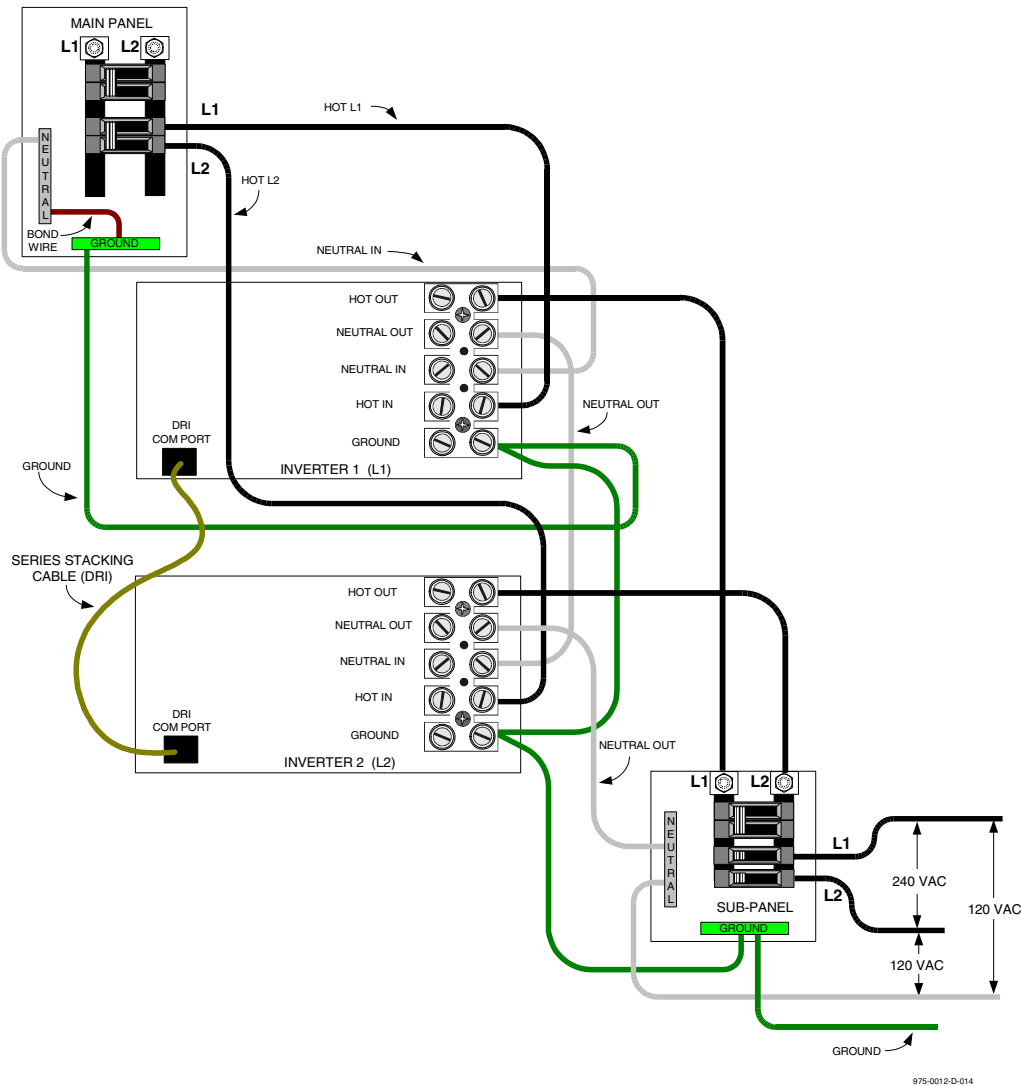 MAIN PANEL
L1 L2
L1
HOT L1
L2
HOT L2
NEUTRAL
BOND
WIRE
GROUND
NEUTRAL IN
HOT OUT
NEUTRAL OUT
NEUTRAL IN
HOT IN
GROUND
NEUTRAL OUT
DRI
COM PORT
INVERTER 1 (L1)
GROUND
SERIES STACKING
CABLE (DRI)
HOT OUT
NEUTRAL OUT
NEUTRAL IN
HOT IN
GROUND
DRI
COM PORT
INVERTER 2 (L2)
NEUTRAL OUT
L1 L2
NEUTRAL
L1
L2
SUB-PANEL
GROUND
240 VAC
120 VAC
120 VAC
GROUND
975-0012-D-014